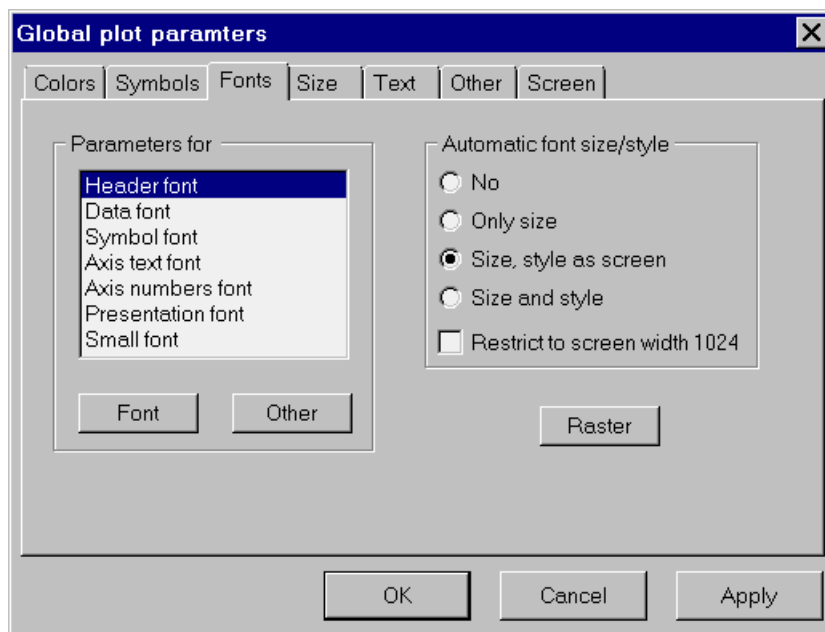 Global plot paramters
Colors Symbols Fonts Size Text Other Screen
Parameters for
Header font
Data font
Symbol font
Axis text font
Axis numbers font
Presentation font
Small font
Font Other
Automatic font size/style
No
Only size
Size, style as screen
Size and style
Restrict to screen width 1024
Raster
OK Cancel Apply